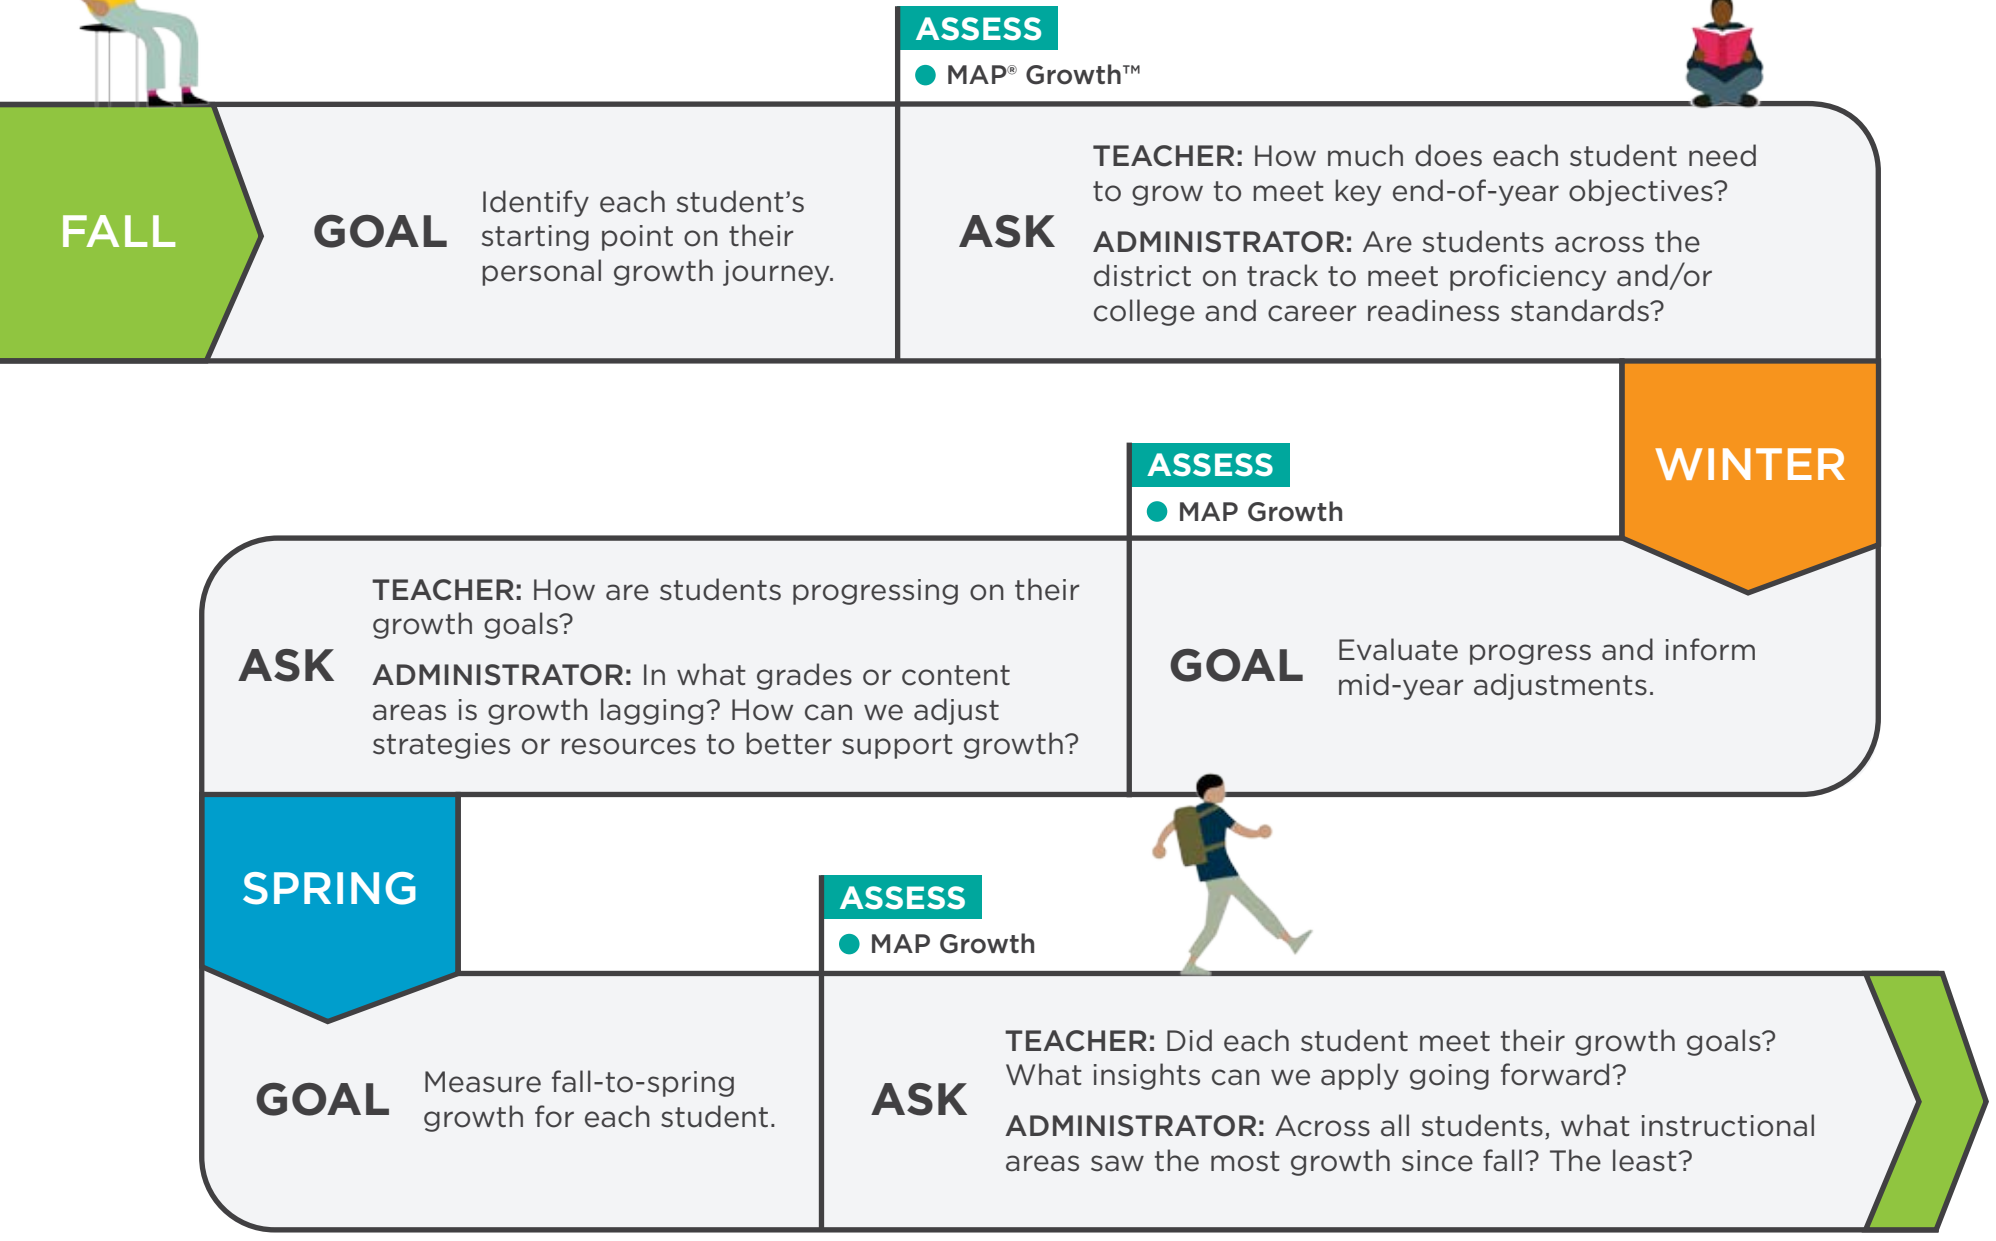 ASSESS
MAP® Growth™
FALL
GOAL
Identify each student’s
starting point on their
personal growth journey.
ASK
TEACHER: How much does each student need
to grow to meet key end-of-year objectives?
ADMINISTRATOR: Are students across the
district on track to meet proficiency and/or
college and career readiness standards?
WINTER
ASSESS
MAP Growth
GOAL
Evaluate progress and inform
mid-year adjustments.
ASK
TEACHER: How are students progressing on their
growth goals?
ADMINISTRATOR: In what grades or content
areas is growth lagging? How can we adjust
strategies or resources to better support growth?
SPRING
ASSESS
MAP Growth
GOAL
Measure fall-to-spring
growth for each student.
ASK
TEACHER: Did each student meet their growth goals?
What insights can we apply going forward?
ADMINISTRATOR: Across all students, what instructional
areas saw the most growth since fall? The least?